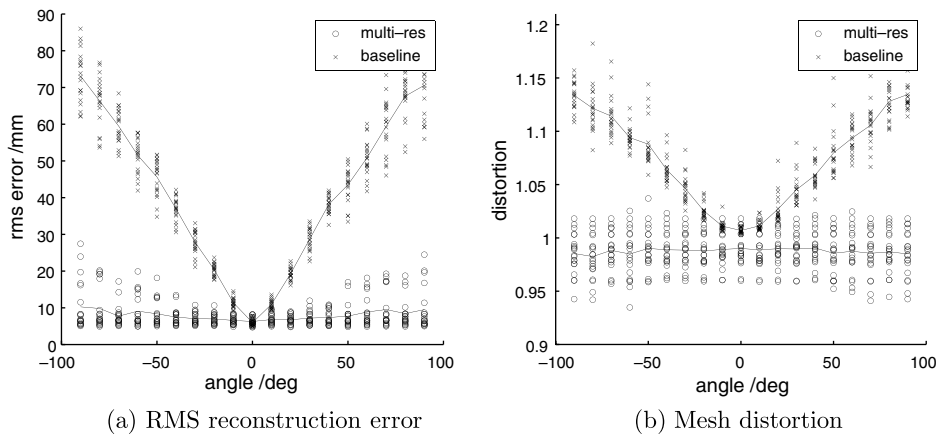 90
80
70
60
50
40
30
20
10
0
rms error /mm
multi–res
baseline
–100
–50
0
50
100
angle /deg
(a) RMS reconstruction error
1.2
1.15
1.1
1.05
1
0.95
0.9
distortion
multi–res
baseline
–100
–50
0
50
100
angle /deg
(b) Mesh distortion